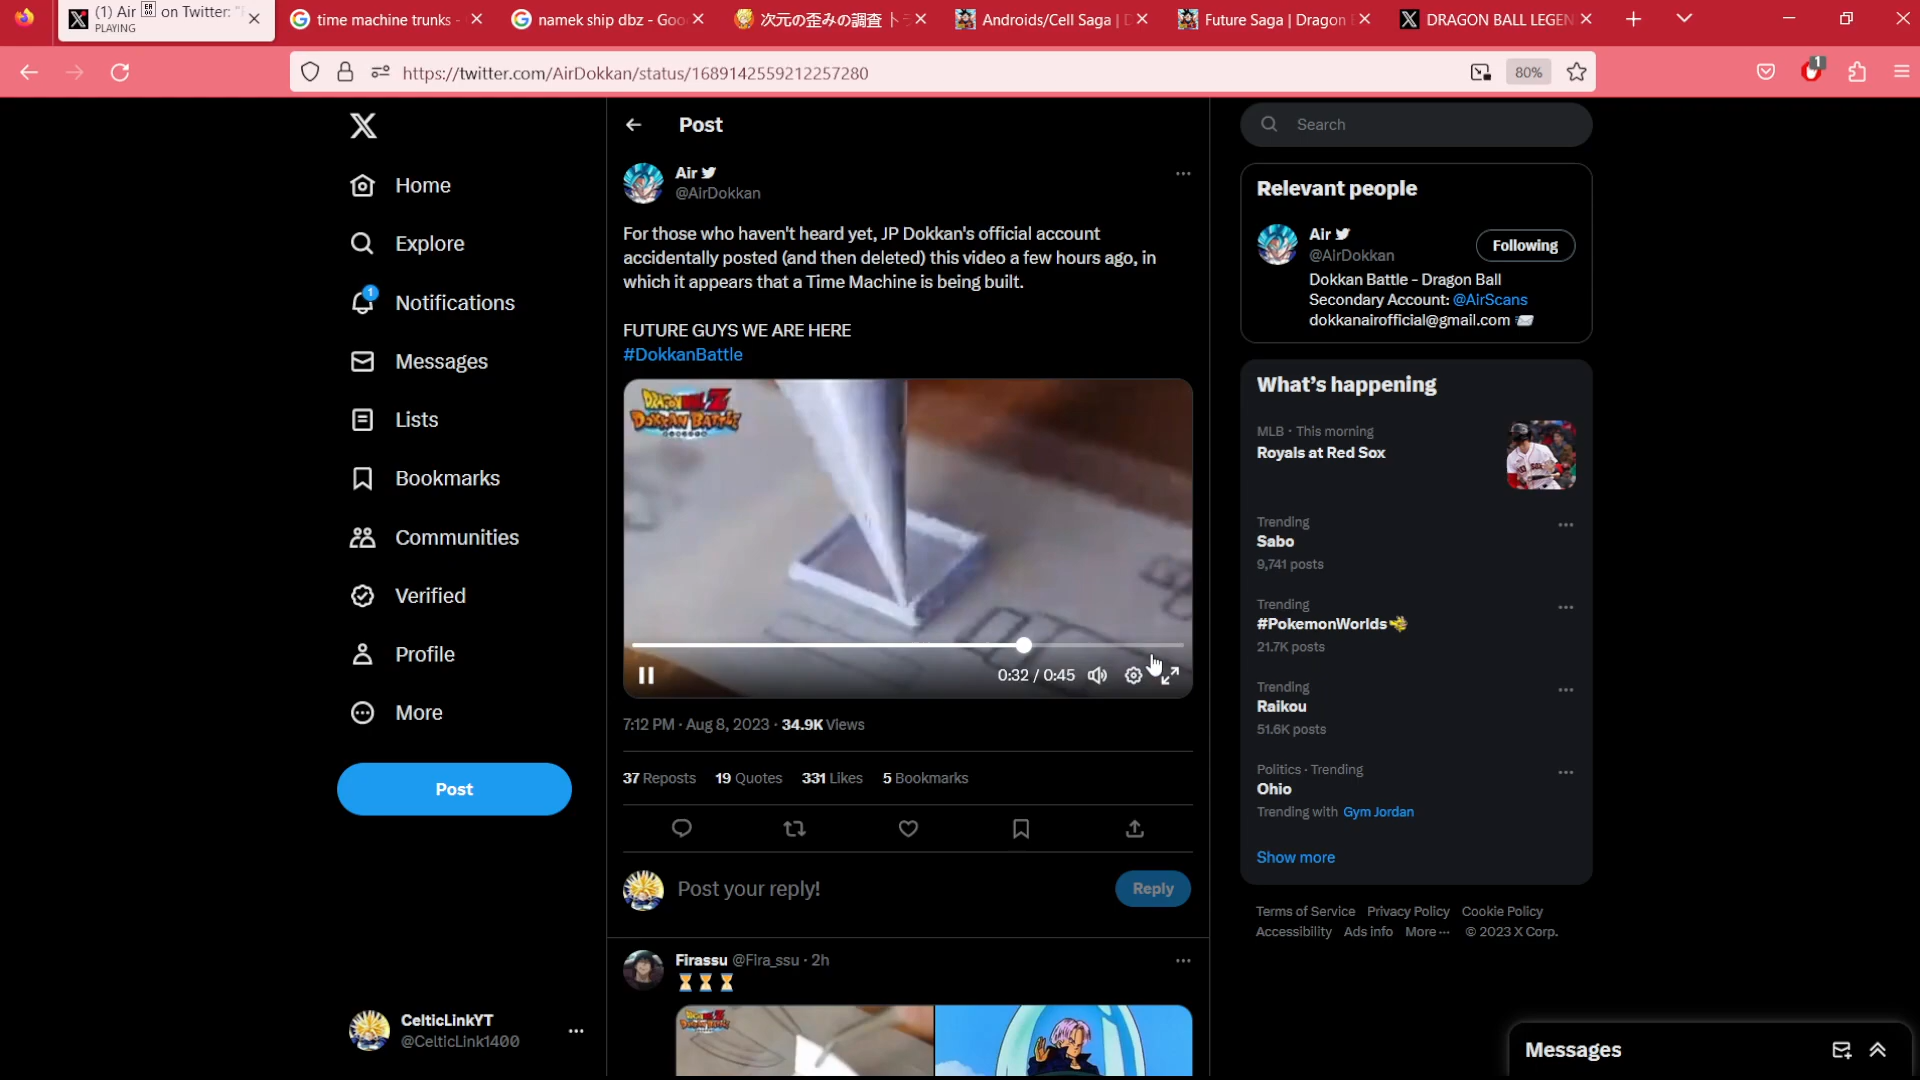 (1) Air on Twitter: "
PLAYING
time machine trunks -
namek ship dbz - Goo
次元の歪みの調査 ト
Androids/Cell Saga | D
Future Saga | Dragon
DRAGON BALL LEGEN
https://twitter.com/AirDokkan/status/1689142559212257280
80%
1
Home
Explore
1
Notifications
Messages
Lists
Bookmarks
Communities
Verified
Profile
More
Post
CelticLinkYT
@CelticLink1400
Post
Air
@AirDokkan
For those who haven't heard yet, JP Dokkan's official account
accidentally posted (and then deleted) this video a few hours ago, in
which it appears that a Time Machine is being built.
FUTURE GUYS WE ARE HERE
#DokkanBattle
DRAGON BALL Z
DOKKAN BATTLE
0:32 / 0:45
7:12 PM · Aug 8, 2023 · 34.9K Views
37 Reposts 19 Quotes 331 Likes 5 Bookmarks
Post your reply!
Reply
Firassu @Fira_ssu · 2h
Search
Relevant people
Air
@AirDokkan
Following
Dokkan Battle - Dragon Ball
Secondary Account: @AirScans
dokkanairofficial@gmail.com
What's happening
MLB · This morning
Royals at Red Sox
Trending
Sabo
9,741 posts
Trending
#PokemonWorlds
21.7K posts
Trending
Raikou
51.6K posts
Politics · Trending
Ohio
Trending with Gym Jordan
Show more
Terms of Service Privacy Policy Cookie Policy
Accessibility Ads info More ··· © 2023 X Corp.
Messages